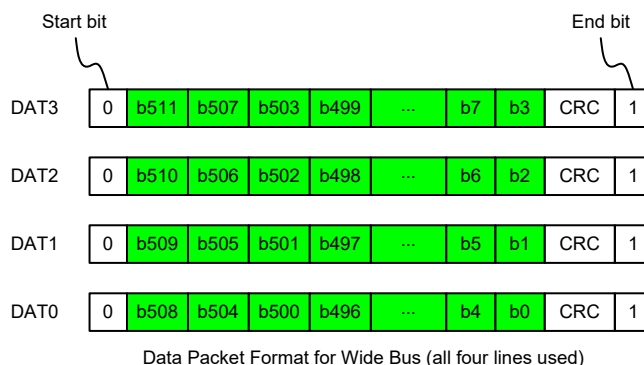 Start bit End bit
DAT3 0 b511 b507 b503 b499 ... b7 b3 CRC 1
DAT2 0 b510 b506 b502 b498 ... b6 b2 CRC 1
DAT1 0 b509 b505 b501 b497 ... b5 b1 CRC 1
DAT0 0 b508 b504 b500 b496 ... b4 b0 CRC 1
Data Packet Format for Wide Bus (all four lines used)